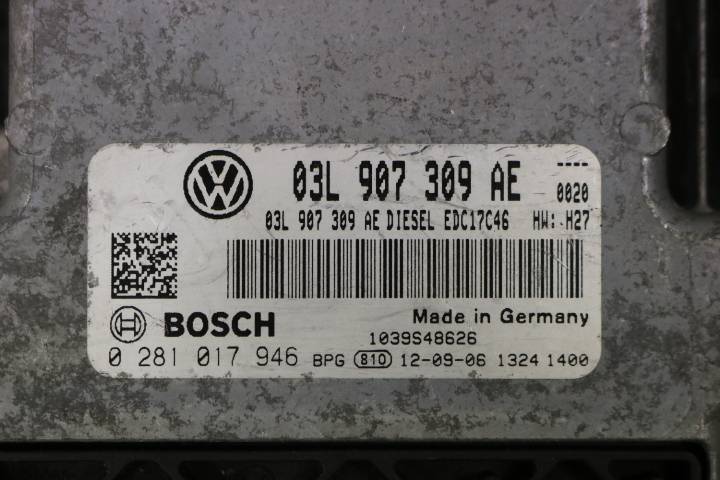 03L 907 309 AE ----
0020
03L 907 309 AE DIESEL EDC17C46 HW:-H27
Made in Germany
BOSCH
1039S48626
0 281 017 946 BPG 810 12-09-06 1324 1400